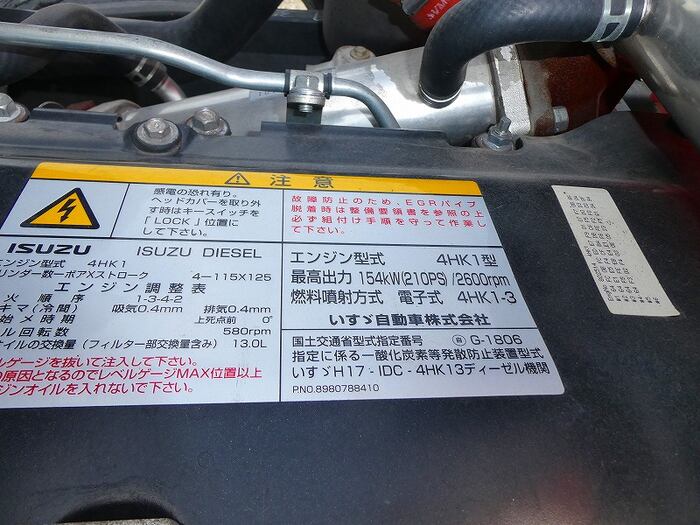 SVM
⚠ 注意
感電の恐れ有り。
ヘッドカバーを取り外
す時はキースイッチを
「LOCK」位置に
して下さい。
故障防止のため、EGRパイプ
脱着時は整備要領書を参照の上
必ず組付け手順を守って作業し
て下さい。
ISUZU ISUZU DIESEL
ン型式 4HK1
リンダー数ーボアXストローク 4-115X125
エンジン調整表
火順序 1-3-4-2
キマ(冷間) 吸気0.4mm 排気0.4mm
始メ時期 上死点前 0°
ル回転数 580rpm
オイルの交換量(フィルター部交換量含み) 13.0L
ルゲージを抜いて注入して下さい。
の原因となるのでレベルゲージMAX位置以上
ジンオイルを入れないで下さい。
エンジン型式 4HK1型
最高出力 154kW(210PS)/2600rpm
燃料噴射方式 電子式 4HK1-3
いすゞ自動車株式会社
国土交通省型式指定番号 G-1806
指定に係る一酸化炭素等発散防止装置型式
いすゞH17-IDC-4HK13ディーゼル機関
P.NO.8980788410